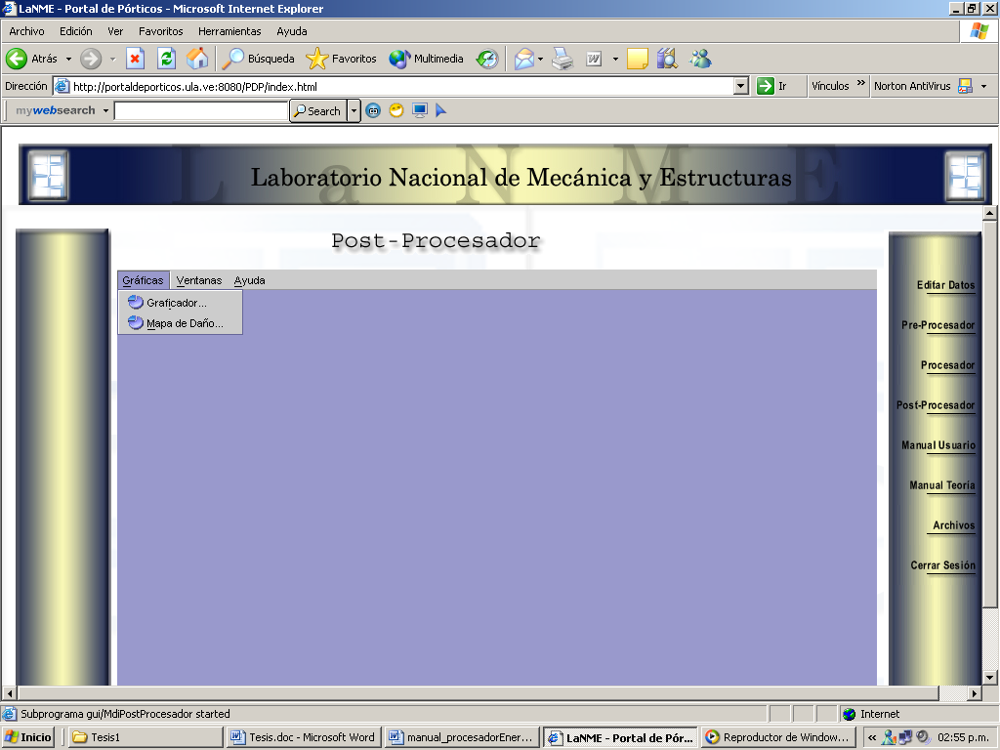 LaNME - Portal de Pórticos - Microsoft Internet Explorer
Archivo Edición Ver Favoritos Herramientas Ayuda
Atrás Búsqueda Favoritos Multimedia
Dirección http://portaldeporticos.ula.ve:8080/PDP/index.html Ir Vínculos » Norton AntiVirus
mywebsearch Search
LaNME
Laboratorio Nacional de Mecánica y Estructuras
Post-Procesador
Gráficas Ventanas Ayuda
Graficador...
Mapa de Daño...
Editar Datos
Pre-Procesador
Procesador
Post-Procesador
Manual Usuario
Manual Teoria
Archivos
Cerrar Sesión
Subprograma gui/MdiPostProcesador started Internet
Inicio Tesis1 Tesis.doc - Microsoft Word manual_procesadorEner... LaNME - Portal de Pór... Reproductor de Window... « 02:55 p.m.